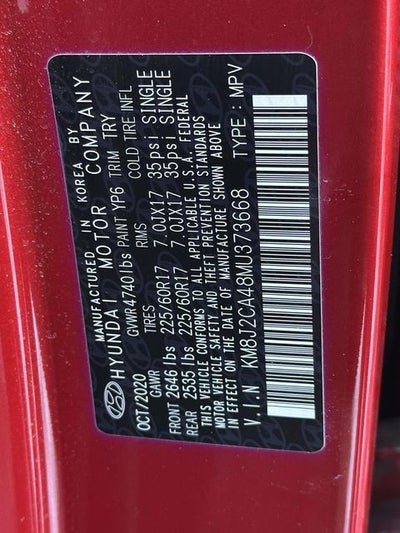 MANUFACTURED IN KOREA BY
HYUNDAI MOTOR COMPANY
OCT/2020 GVWR4740 lbs PAINT YP6 TRIM TRY
GAWR TIRES RIMS COLD TIRE INFL
FRONT 2646 lbs 225/60R17 7.0JX17 35psi SINGLE
REAR 2535 lbs 225/60R17 7.0JX17 35psi SINGLE
THIS VEHICLE CONFORMS TO ALL APPLICABLE U.S.A. FEDERAL
MOTOR VEHICLE SAFETY AND THEFT PREVENTION STANDARDS
IN EFFECT ON THE DATE OF MANUFACTURE SHOWN ABOVE.
V.I.N KM8J2CA48MU373668 TYPE: MPV